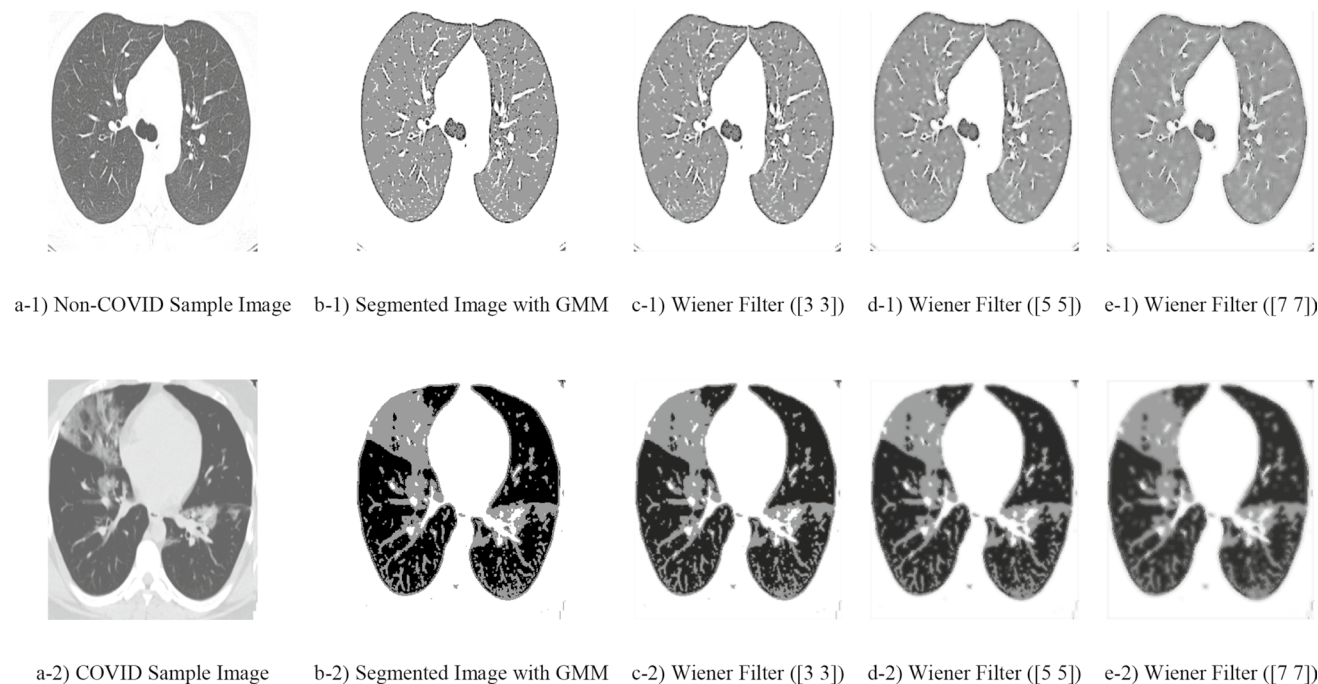 a-1) Non-COVID Sample Image b-1) Segmented Image with GMM c-1) Wiener Filter ([3 3]) d-1) Wiener Filter ([5 5]) e-1) Wiener Filter ([7 7])
a-2) COVID Sample Image b-2) Segmented Image with GMM c-2) Wiener Filter ([3 3]) d-2) Wiener Filter ([5 5]) e-2) Wiener Filter ([7 7])